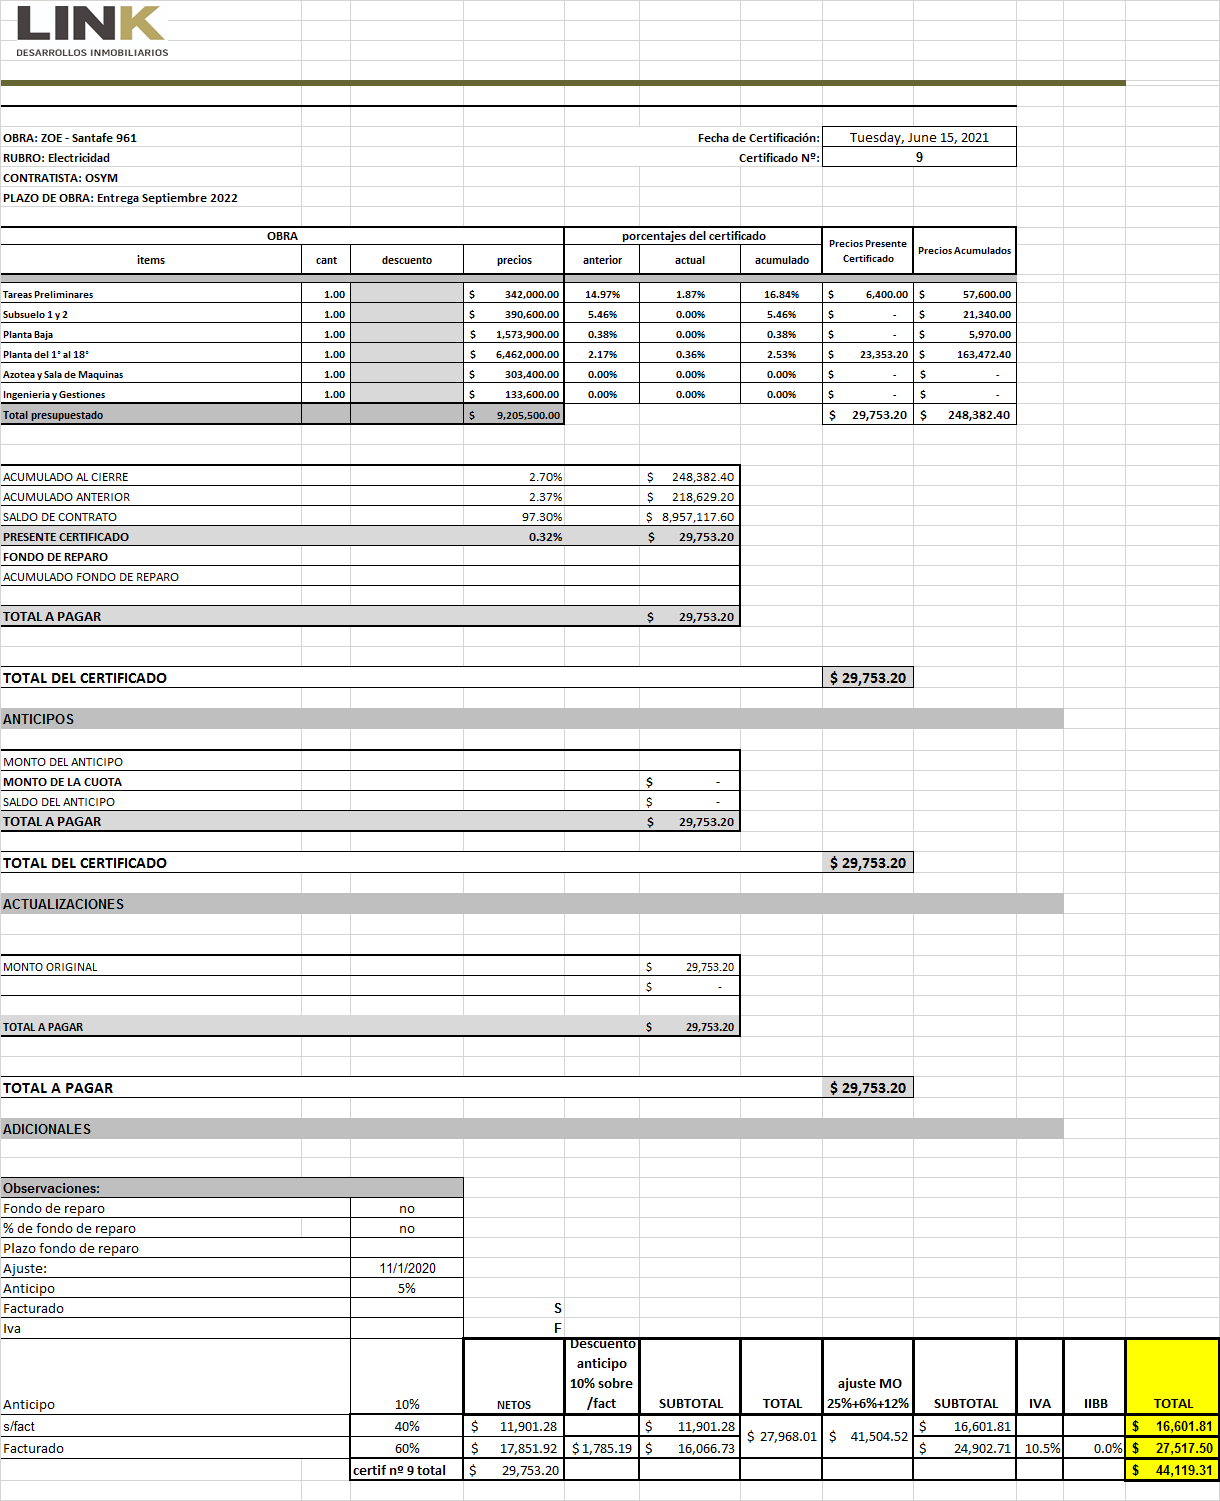 LINK
DESARROLLOS INMOBILIARIOS
OBRA: ZOE - Santafe 961
Fecha de Certificación: Tuesday, June 15, 2021
RUBRO: Electricidad
Certificado Nº: 9
CONTRATISTA: OSYM
PLAZO DE OBRA: Entrega Septiembre 2022
OBRA porcentajes del certificado Precios Presente Certificado Precios Acumulados
items cant descuento precios anterior actual acumulado
Tareas Preliminares 1.00 $ 342,000.00 14.97% 1.87% 16.84% $ 6,400.00 $ 57,600.00
Subsuelo 1 y 2 1.00 $ 390,600.00 5.46% 0.00% 5.46% $ - $ 21,340.00
Planta Baja 1.00 $ 1,573,900.00 0.38% 0.00% 0.38% $ - $ 5,970.00
Planta del 1° al 18° 1.00 $ 6,462,000.00 2.17% 0.36% 2.53% $ 23,353.20 $ 163,472.40
Azotea y Sala de Maquinas 1.00 $ 303,400.00 0.00% 0.00% 0.00% $ - $ -
Ingenieria y Gestiones 1.00 $ 133,600.00 0.00% 0.00% 0.00% $ - $ -
Total presupuestado $ 9,205,500.00 $ 29,753.20 $ 248,382.40
ACUMULADO AL CIERRE 2.70% $ 248,382.40
ACUMULADO ANTERIOR 2.37% $ 218,629.20
SALDO DE CONTRATO 97.30% $ 8,957,117.60
PRESENTE CERTIFICADO 0.32% $ 29,753.20
FONDO DE REPARO
ACUMULADO FONDO DE REPARO
TOTAL A PAGAR $ 29,753.20
TOTAL DEL CERTIFICADO $ 29,753.20
ANTICIPOS
MONTO DEL ANTICIPO
MONTO DE LA CUOTA $ -
SALDO DEL ANTICIPO $ -
TOTAL A PAGAR $ 29,753.20
TOTAL DEL CERTIFICADO $ 29,753.20
ACTUALIZACIONES
MONTO ORIGINAL $ 29,753.20
$ -
TOTAL A PAGAR $ 29,753.20
TOTAL A PAGAR $ 29,753.20
ADICIONALES
Observaciones:
Fondo de reparo no
% de fondo de reparo no
Plazo fondo de reparo
Ajuste: 11/1/2020
Anticipo 5%
Facturado S
Iva F
Anticipo 10% NETOS Descuento anticipo 10% sobre /fact SUBTOTAL TOTAL ajuste MO 25%+6%+12% SUBTOTAL IVA IIBB TOTAL
s/fact 40% $ 11,901.28 $ 11,901.28 $ 27,968.01 $ 41,504.52 $ 16,601.81 $ 16,601.81
Facturado 60% $ 17,851.92 $ 1,785.19 $ 16,066.73 $ 24,902.71 10.5% 0.0% $ 27,517.50
certif nº 9 total $ 29,753.20 $ 44,119.31